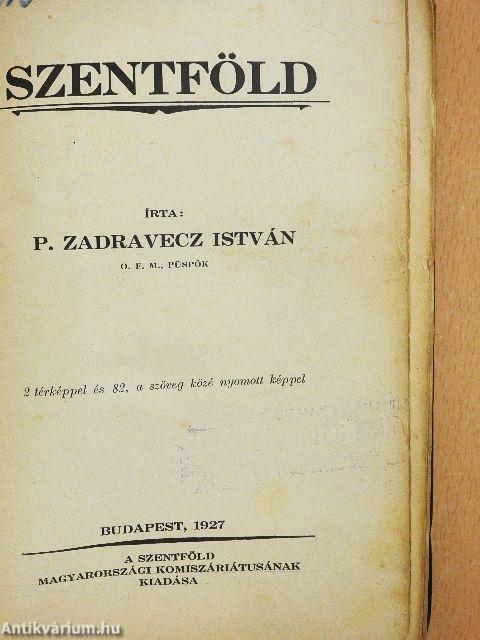 SZENTFÖLD
ÍRTA:
P. ZADRAVECZ ISTVÁN
O. F. M., PÜSPÖK
2 térképpel és 82, a szöveg közé nyomott képpel
BUDAPEST, 1927
A SZENTFÖLD
MAGYARORSZÁGI KOMISZÁRIÁTUSÁNAK
KIADÁSA
Antikvárium.hu